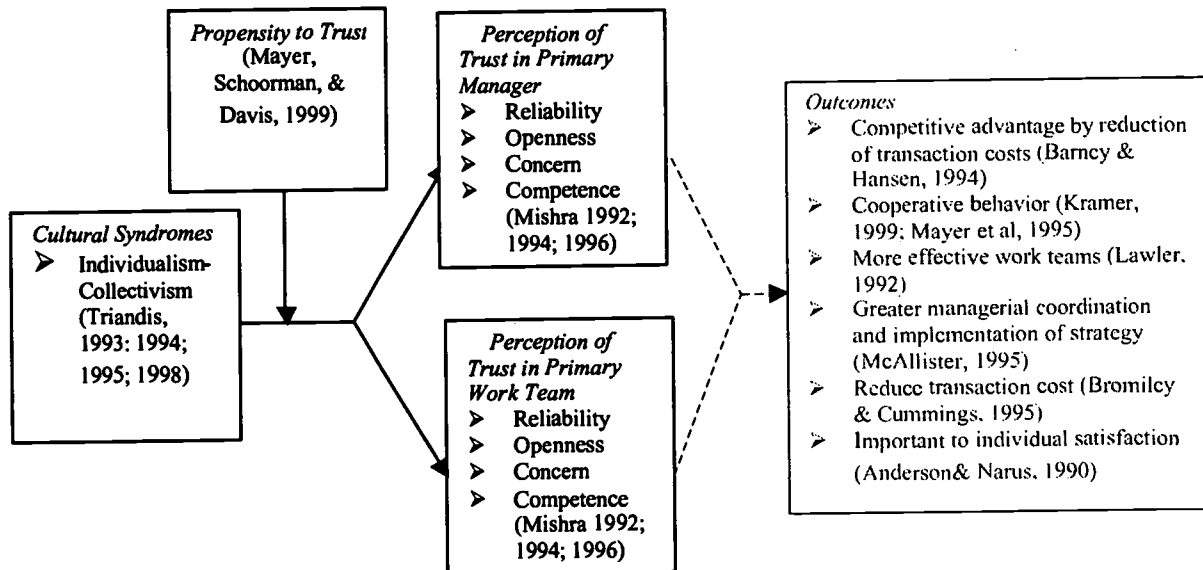 Propensity to Trust
(Mayer,
Schoorman, &
Davis, 1999)
Cultural Syndromes
➤ Individualism-
Collectivism
(Triandis,
1993: 1994;
1995; 1998)
Perception of
Trust in Primary
Manager
➤ Reliability
➤ Openness
➤ Concern
➤ Competence
(Mishra 1992;
1994; 1996)
Perception of
Trust in Primary
Work Team
➤ Reliability
➤ Openness
➤ Concern
➤ Competence
(Mishra 1992;
1994; 1996)
Outcomes
➤ Competitive advantage by reduction
of transaction costs (Barney &
Hansen, 1994)
➤ Cooperative behavior (Kramer,
1999; Mayer et al, 1995)
➤ More effective work teams (Lawler,
1992)
➤ Greater managerial coordination
and implementation of strategy
(McAllister, 1995)
➤ Reduce transaction cost (Bromiley
& Cummings, 1995)
➤ Important to individual satisfaction
(Anderson& Narus, 1990)